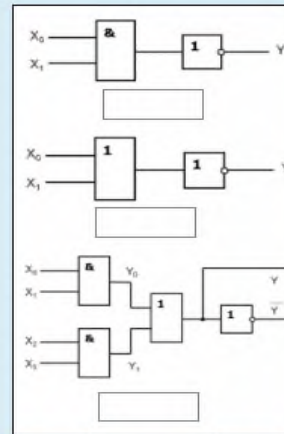 X₀ & 1 Y
X₁
X₀ 1 1 Y
X₁
X₀ & Y₀
X₁ 1 Y
X₂ & 1 Y̅
X₃ Y₁